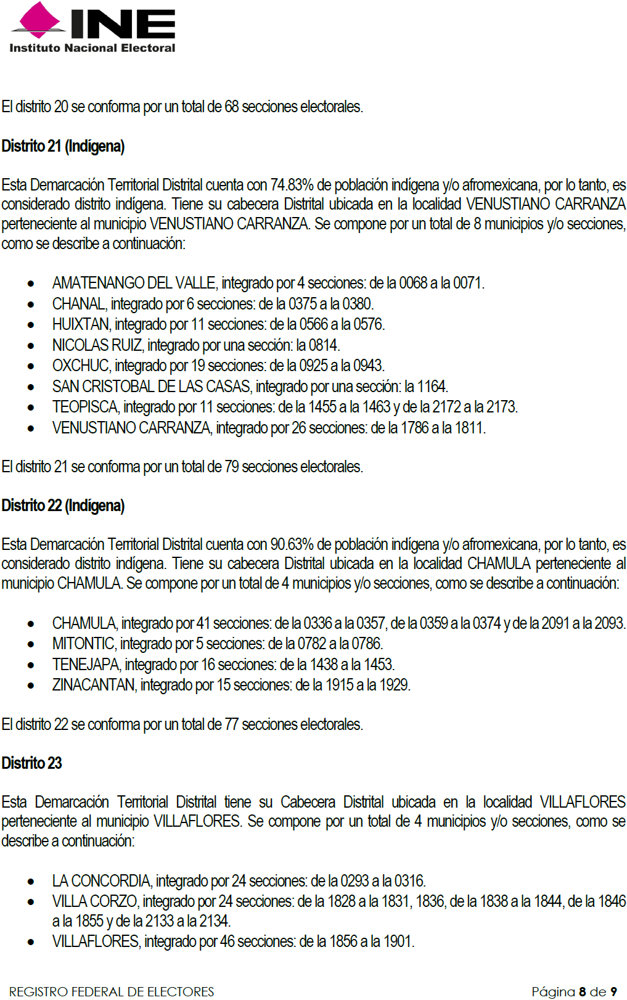 INE
Instituto Nacional Electoral
El distrito 20 se conforma por un total de 68 secciones electorales.
Distrito 21 (Indígena)
Esta Demarcación Territorial Distrital cuenta con 74.83% de población indígena y/o afromexicana, por lo tanto, es
considerado distrito indígena. Tiene su cabecera Distrital ubicada en la localidad VENUSTIANO CARRANZA
perteneciente al municipio VENUSTIANO CARRANZA. Se compone por un total de 8 municipios y/o secciones,
como se describe a continuación:
• AMATENANGO DEL VALLE, integrado por 4 secciones: de la 0068 a la 0071.
• CHANAL, integrado por 6 secciones: de la 0375 a la 0380.
• HUIXTAN, integrado por 11 secciones: de la 0566 a la 0576.
• NICOLAS RUIZ, integrado por una sección: la 0814.
• OXCHUC, integrado por 19 secciones: de la 0925 a la 0943.
• SAN CRISTOBAL DE LAS CASAS, integrado por una sección: la 1164.
• TEOPISCA, integrado por 11 secciones: de la 1455 a la 1463 y de la 2172 a la 2173.
• VENUSTIANO CARRANZA, integrado por 26 secciones: de la 1786 a la 1811.
El distrito 21 se conforma por un total de 79 secciones electorales.
Distrito 22 (Indígena)
Esta Demarcación Territorial Distrital cuenta con 90.63% de población indígena y/o afromexicana, por lo tanto, es
considerado distrito indígena. Tiene su cabecera Distrital ubicada en la localidad CHAMULA perteneciente al
municipio CHAMULA. Se compone por un total de 4 municipios y/o secciones, como se describe a continuación:
• CHAMULA, integrado por 41 secciones: de la 0336 a la 0357, de la 0359 a la 0374 y de la 2091 a la 2093.
• MITONTIC, integrado por 5 secciones: de la 0782 a la 0786.
• TENEJAPA, integrado por 16 secciones: de la 1438 a la 1453.
• ZINACANTAN, integrado por 15 secciones: de la 1915 a la 1929.
El distrito 22 se conforma por un total de 77 secciones electorales.
Distrito 23
Esta Demarcación Territorial Distrital tiene su Cabecera Distrital ubicada en la localidad VILLAFLORES
perteneciente al municipio VILLAFLORES. Se compone por un total de 4 municipios y/o secciones, como se
describe a continuación:
• LA CONCORDIA, integrado por 24 secciones: de la 0293 a la 0316.
• VILLA CORZO, integrado por 24 secciones: de la 1828 a la 1831, 1836, de la 1838 a la 1844, de la 1846
a la 1855 y de la 2133 a la 2134.
• VILLAFLORES, integrado por 46 secciones: de la 1856 a la 1901.
REGISTRO FEDERAL DE ELECTORES Página 8 de 9